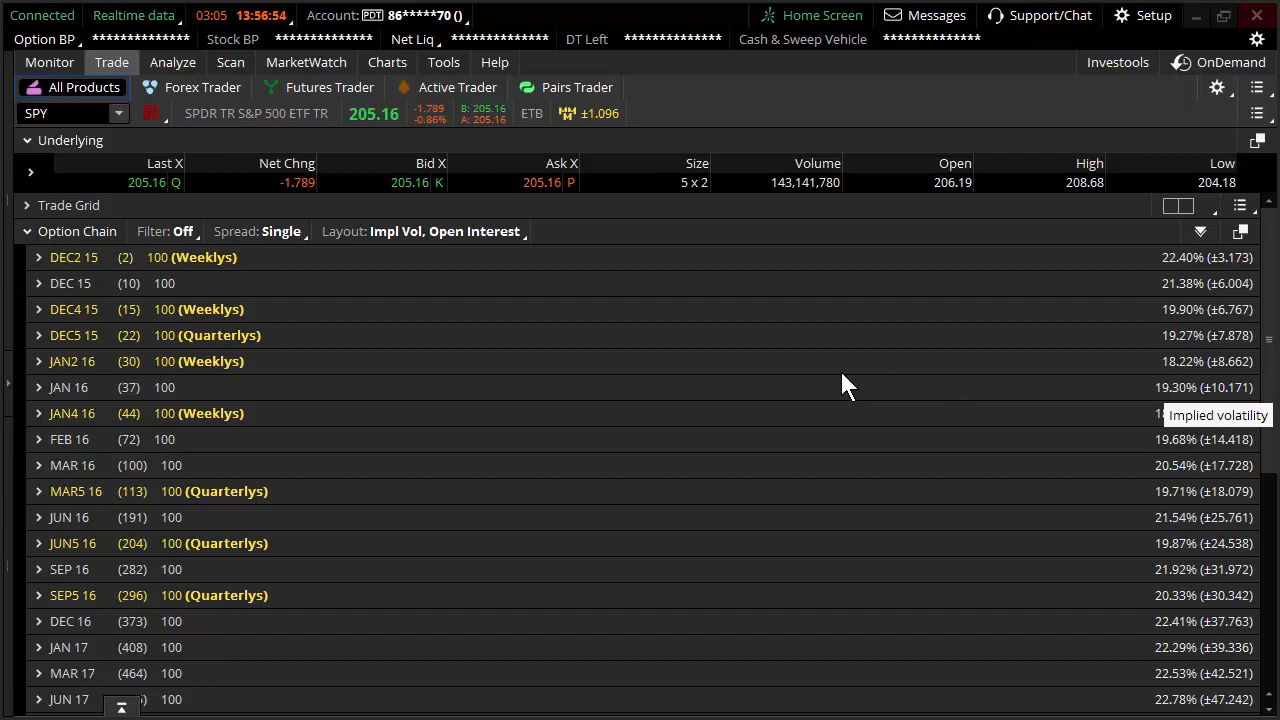 Connected Realtime data 03:05 13:56:54 Account: PDT 86*****70 () Home Screen Messages Support/Chat Setup
Option BP ************** Stock BP ************** Net Liq ************** DT Left ************** Cash & Sweep Vehicle **************
Monitor Trade Analyze Scan MarketWatch Charts Tools Help Investools OnDemand
All Products Forex Trader Futures Trader Active Trader Pairs Trader
SPY SPDR TR S&P 500 ETF TR 205.16 -1.789 -0.86% B: 205.16 A: 205.16 ETB ±1.096
Underlying
Last X Net Chng Bid X Ask X Size Volume Open High Low
205.16 Q -1.789 205.16 K 205.16 P 5 x 2 143,141,780 206.19 208.68 204.18
Trade Grid
Option Chain Filter: Off Spread: Single Layout: Impl Vol, Open Interest
DEC2 15 (2) 100 (Weeklys) 22.40% (±3.173)
DEC 15 (10) 100 21.38% (±6.004)
DEC4 15 (15) 100 (Weeklys) 19.90% (±6.767)
DEC5 15 (22) 100 (Quarterlys) 19.27% (±7.878)
JAN2 16 (30) 100 (Weeklys) 18.22% (±8.662)
JAN 16 (37) 100 19.30% (±10.171)
JAN4 16 (44) 100 (Weeklys) Implied volatility
FEB 16 (72) 100 19.68% (±14.418)
MAR 16 (100) 100 20.54% (±17.728)
MAR5 16 (113) 100 (Quarterlys) 19.71% (±18.079)
JUN 16 (191) 100 21.54% (±25.761)
JUN5 16 (204) 100 (Quarterlys) 19.87% (±24.538)
SEP 16 (282) 100 21.92% (±31.972)
SEP5 16 (296) 100 (Quarterlys) 20.33% (±30.342)
DEC 16 (373) 100 22.41% (±37.763)
JAN 17 (408) 100 22.29% (±39.336)
MAR 17 (464) 100 22.53% (±42.521)
JUN 17 100 22.78% (±47.242)